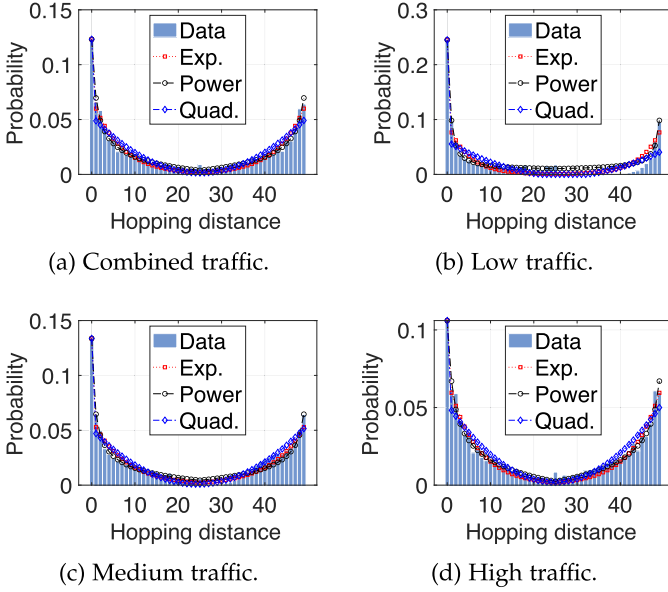 0.15
0.1
0.05
0
Probability
Data
Exp.
Power
Quad.
0 10 20 30 40
Hopping distance
(a) Combined traffic.
0.3
0.2
0.1
0
Probability
Data
Exp.
Power
Quad.
0 10 20 30 40
Hopping distance
(b) Low traffic.
0.15
0.1
0.05
0
Probability
Data
Exp.
Power
Quad.
0 10 20 30 40
Hopping distance
(c) Medium traffic.
0.1
0.05
0
Probability
Data
Exp.
Power
Quad.
0 10 20 30 40
Hopping distance
(d) High traffic.